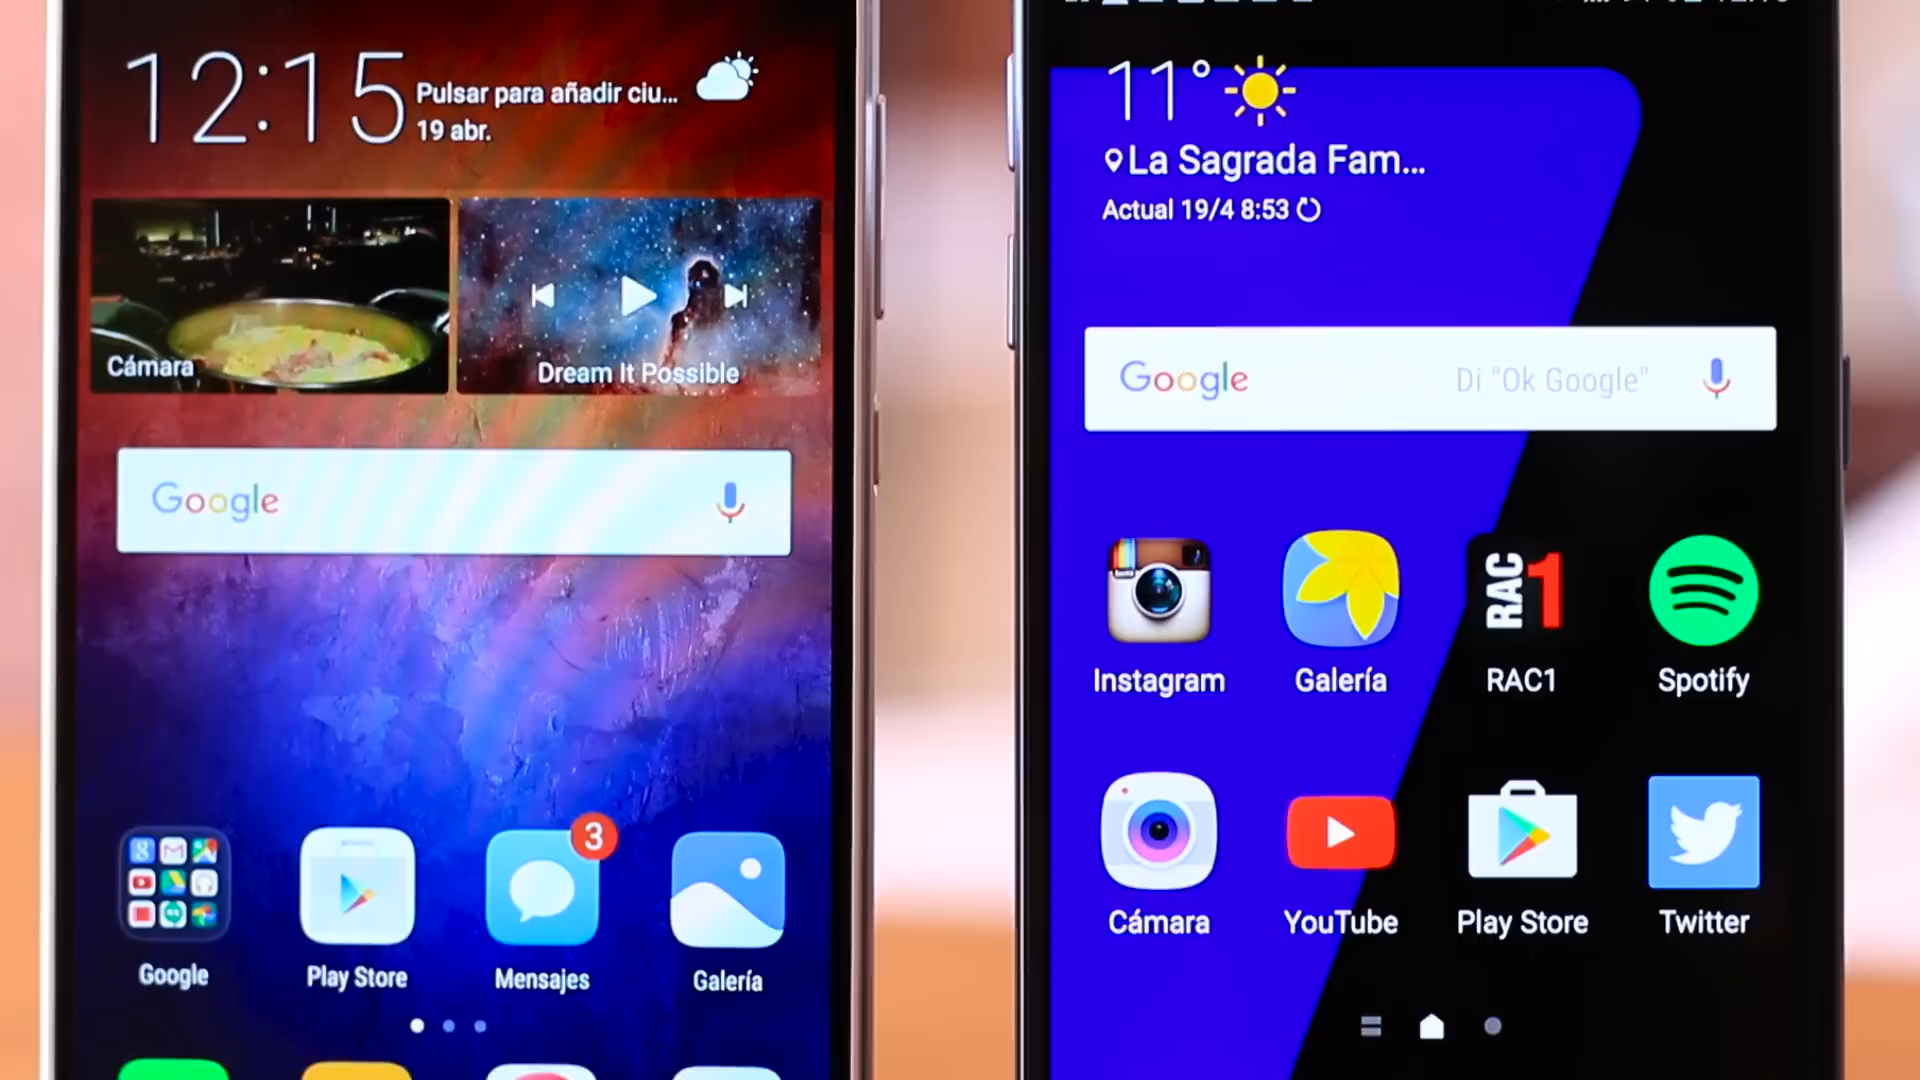 12:15
Pulsar para añadir ciu...
19 abr.
Cámara
Dream It Possible
Google
3
Google
Play Store
Mensajes
Galería
11°
La Sagrada Fam...
Actual 19/4 8:53
Google
Di "Ok Google"
RAC1
Instagram
Galería
RAC1
Spotify
Cámara
YouTube
Play Store
Twitter